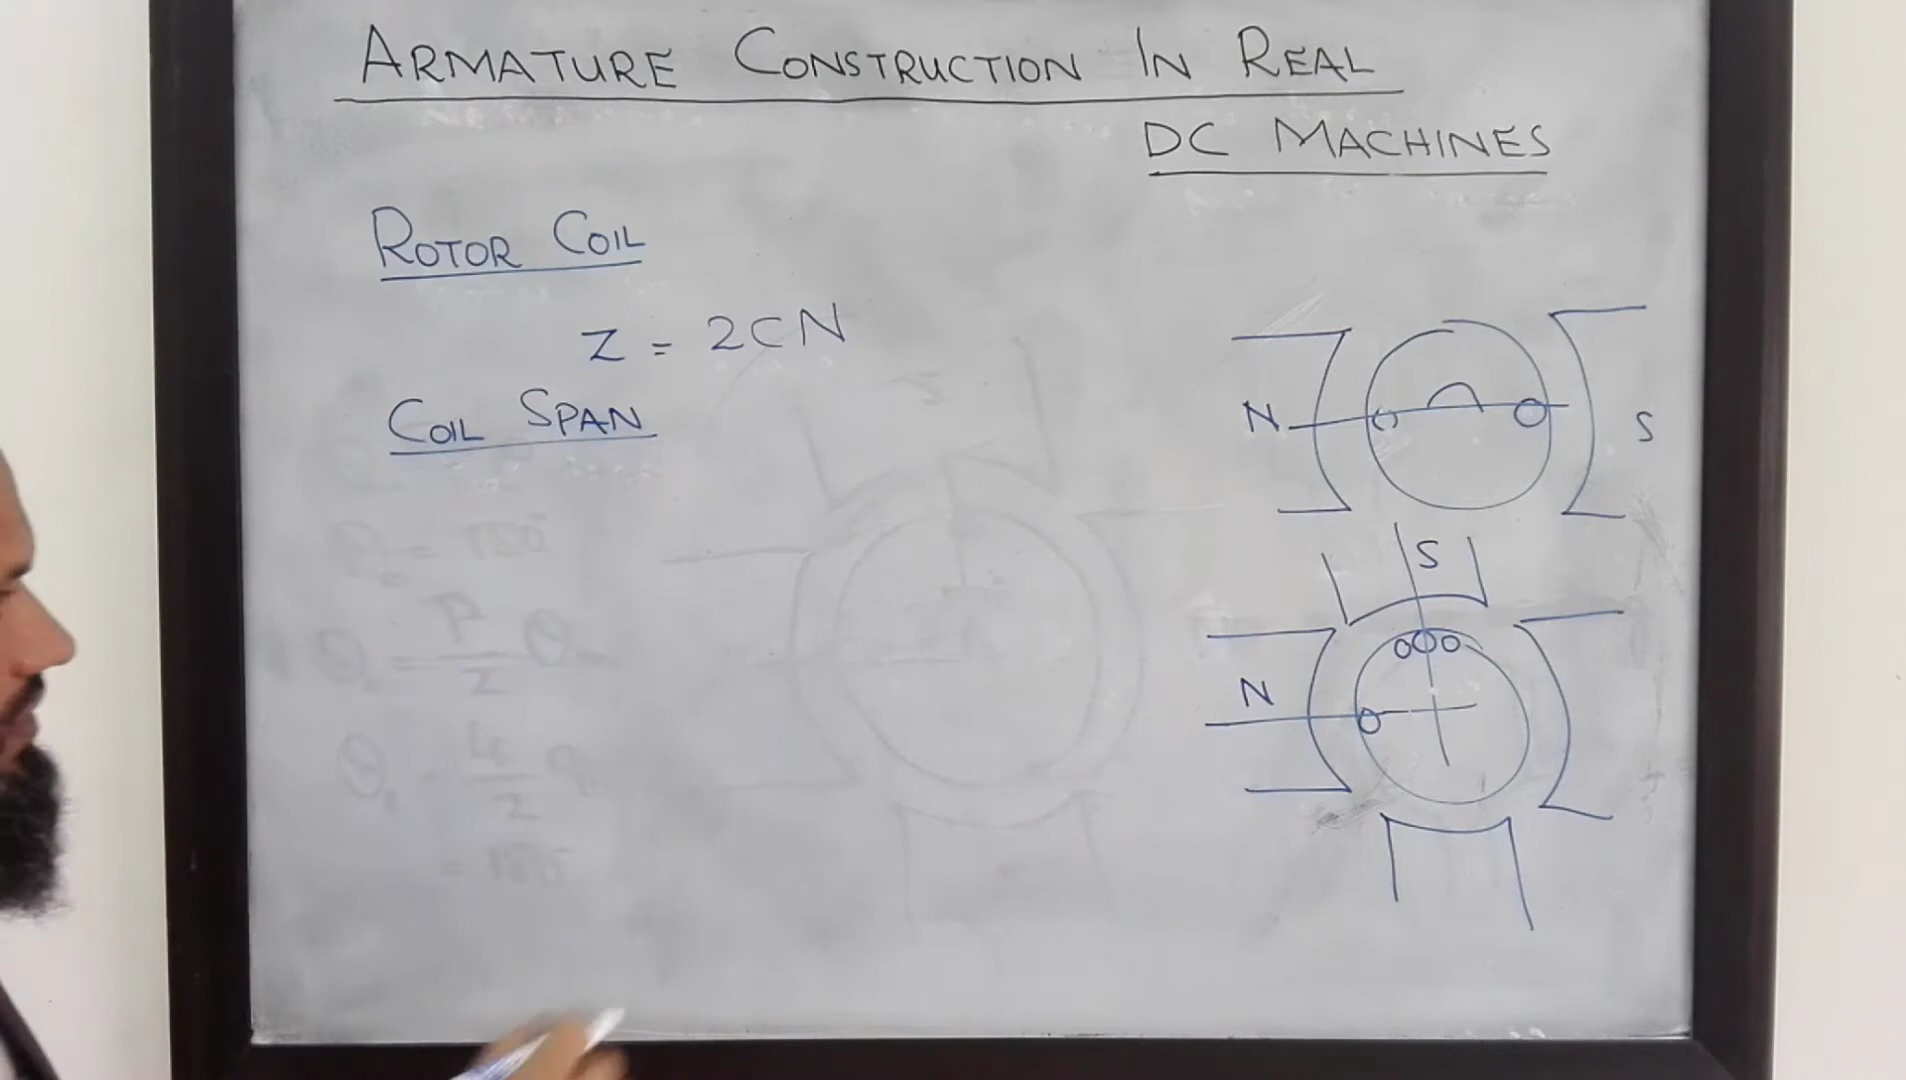 ARMATURE CONSTRUCTION IN REAL
DC MACHINES
ROTOR COIL
Z = 2CN
COIL SPAN
N
S
S
N